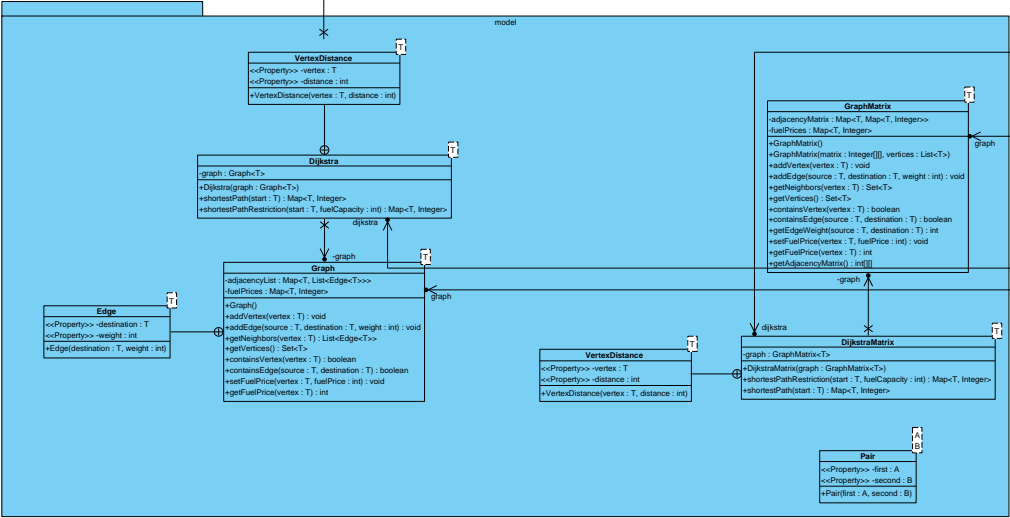 model
T
VertexDistance
<<Property>> -vertex : T
<<Property>> -distance : int
+VertexDistance(vertex : T, distance : int)
T
Dijkstra
-graph : Graph<T>
+Dijkstra(graph : Graph<T>)
+shortestPath(start : T) : Map<T, Integer>
+shortestPathRestriction(start : T, fuelCapacity : int) : Map<T, Integer>
dijkstra
-graph
T
Graph
-adjacencyList : Map<T, List<Edge<T>>>
-fuelPrices : Map<T, Integer>
+Graph()
+addVertex(vertex : T) : void
+addEdge(source : T, destination : T, weight : int) : void
+getNeighbors(vertex : T) : List<Edge<T>>
+getVertices() : Set<T>
+containsVertex(vertex : T) : boolean
+containsEdge(source : T, destination : T) : boolean
+setFuelPrice(vertex : T, fuelPrice : int) : void
+getFuelPrice(vertex : T) : int
graph
T
Edge
<<Property>> -destination : T
<<Property>> -weight : int
+Edge(destination : T, weight : int)
T
GraphMatrix
-adjacencyMatrix : Map<T, Map<T, Integer>>
-fuelPrices : Map<T, Integer>
+GraphMatrix()
+GraphMatrix(matrix : Integer[][], vertices : List<T>)
+addVertex(vertex : T) : void
+addEdge(source : T, destination : T, weight : int) : void
+getNeighbors(vertex : T) : Set<T>
+getVertices() : Set<T>
+containsVertex(vertex : T) : boolean
+containsEdge(source : T, destination : T) : boolean
+getEdgeWeight(source : T, destination : T) : int
+setFuelPrice(vertex : T, fuelPrice : int) : void
+getFuelPrice(vertex : T) : int
+getAdjacencyMatrix() : int[][]
graph
-graph
dijkstra
T
DijkstraMatrix
-graph : GraphMatrix<T>
+DijkstraMatrix(graph : GraphMatrix<T>)
+shortestPathRestriction(start : T, fuelCapacity : int) : Map<T, Integer>
+shortestPath(start : T) : Map<T, Integer>
T
VertexDistance
<<Property>> -vertex : T
<<Property>> -distance : int
+VertexDistance(vertex : T, distance : int)
A
B
Pair
<<Property>> -first : A
<<Property>> -second : B
+Pair(first : A, second : B)